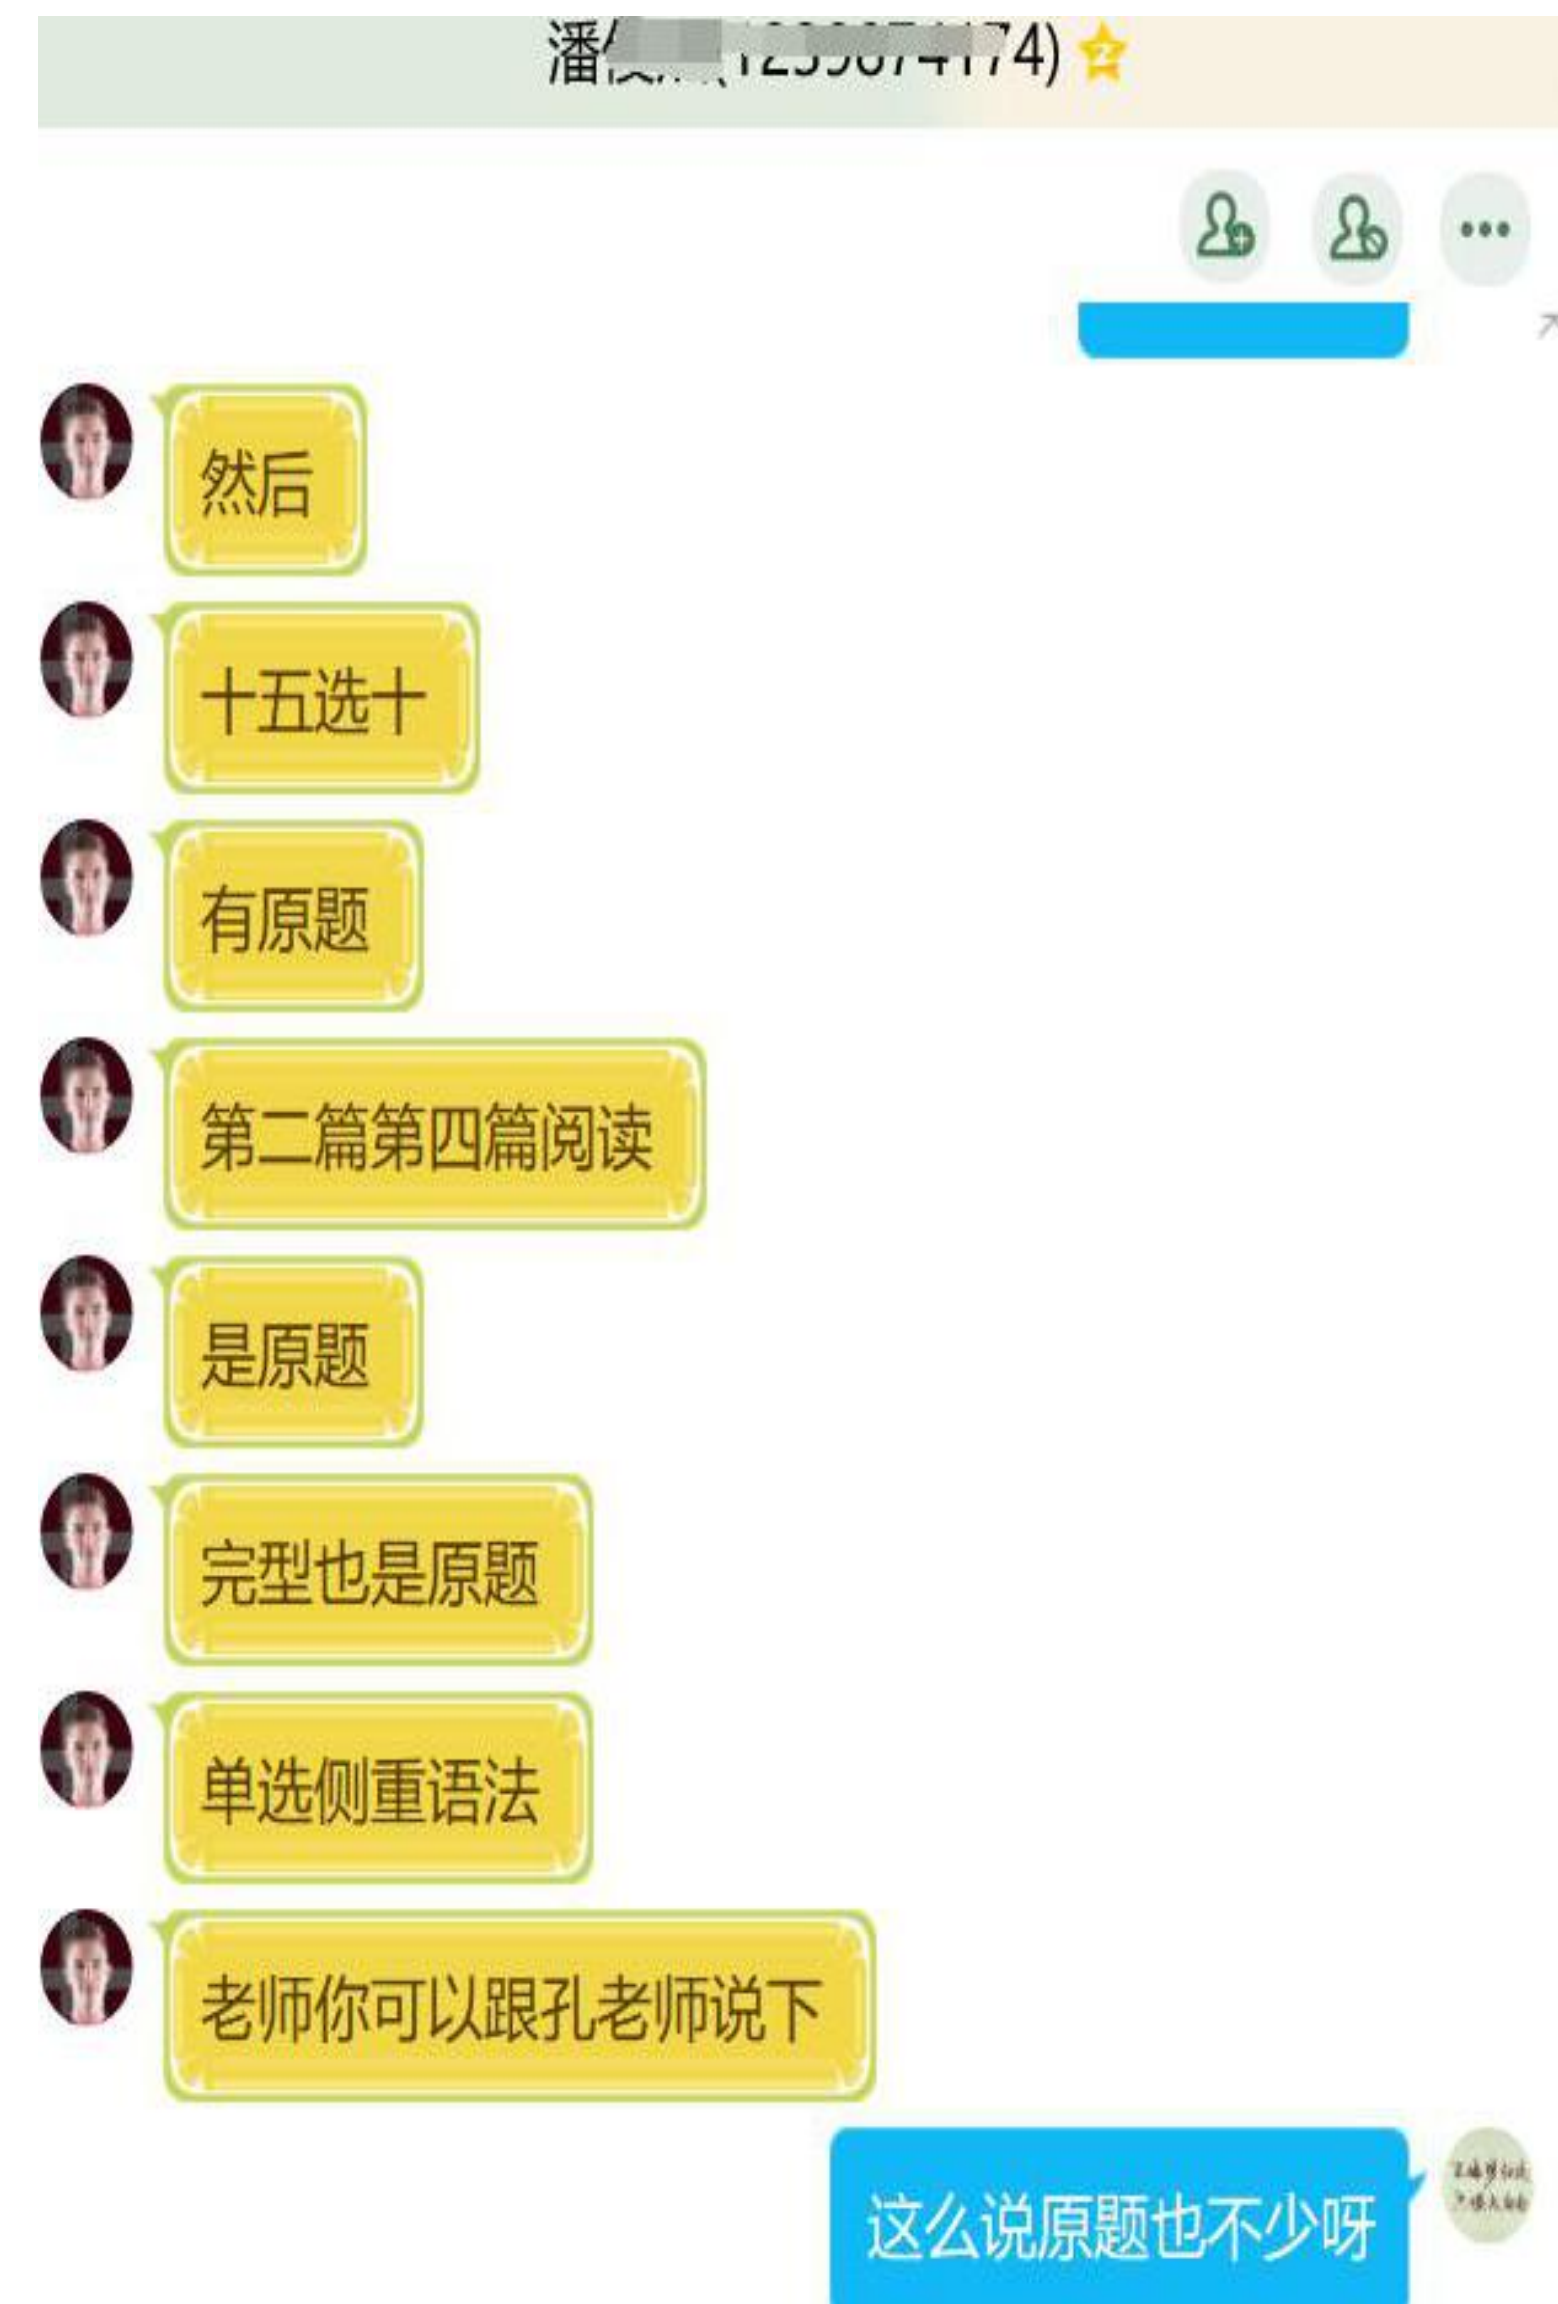 潘
74)
然后
十五选十
有原题
第二篇第四篇阅读
是原题
完型也是原题
单选侧重语法
老师你可以跟孔老师说下
这么说原题也不少呀